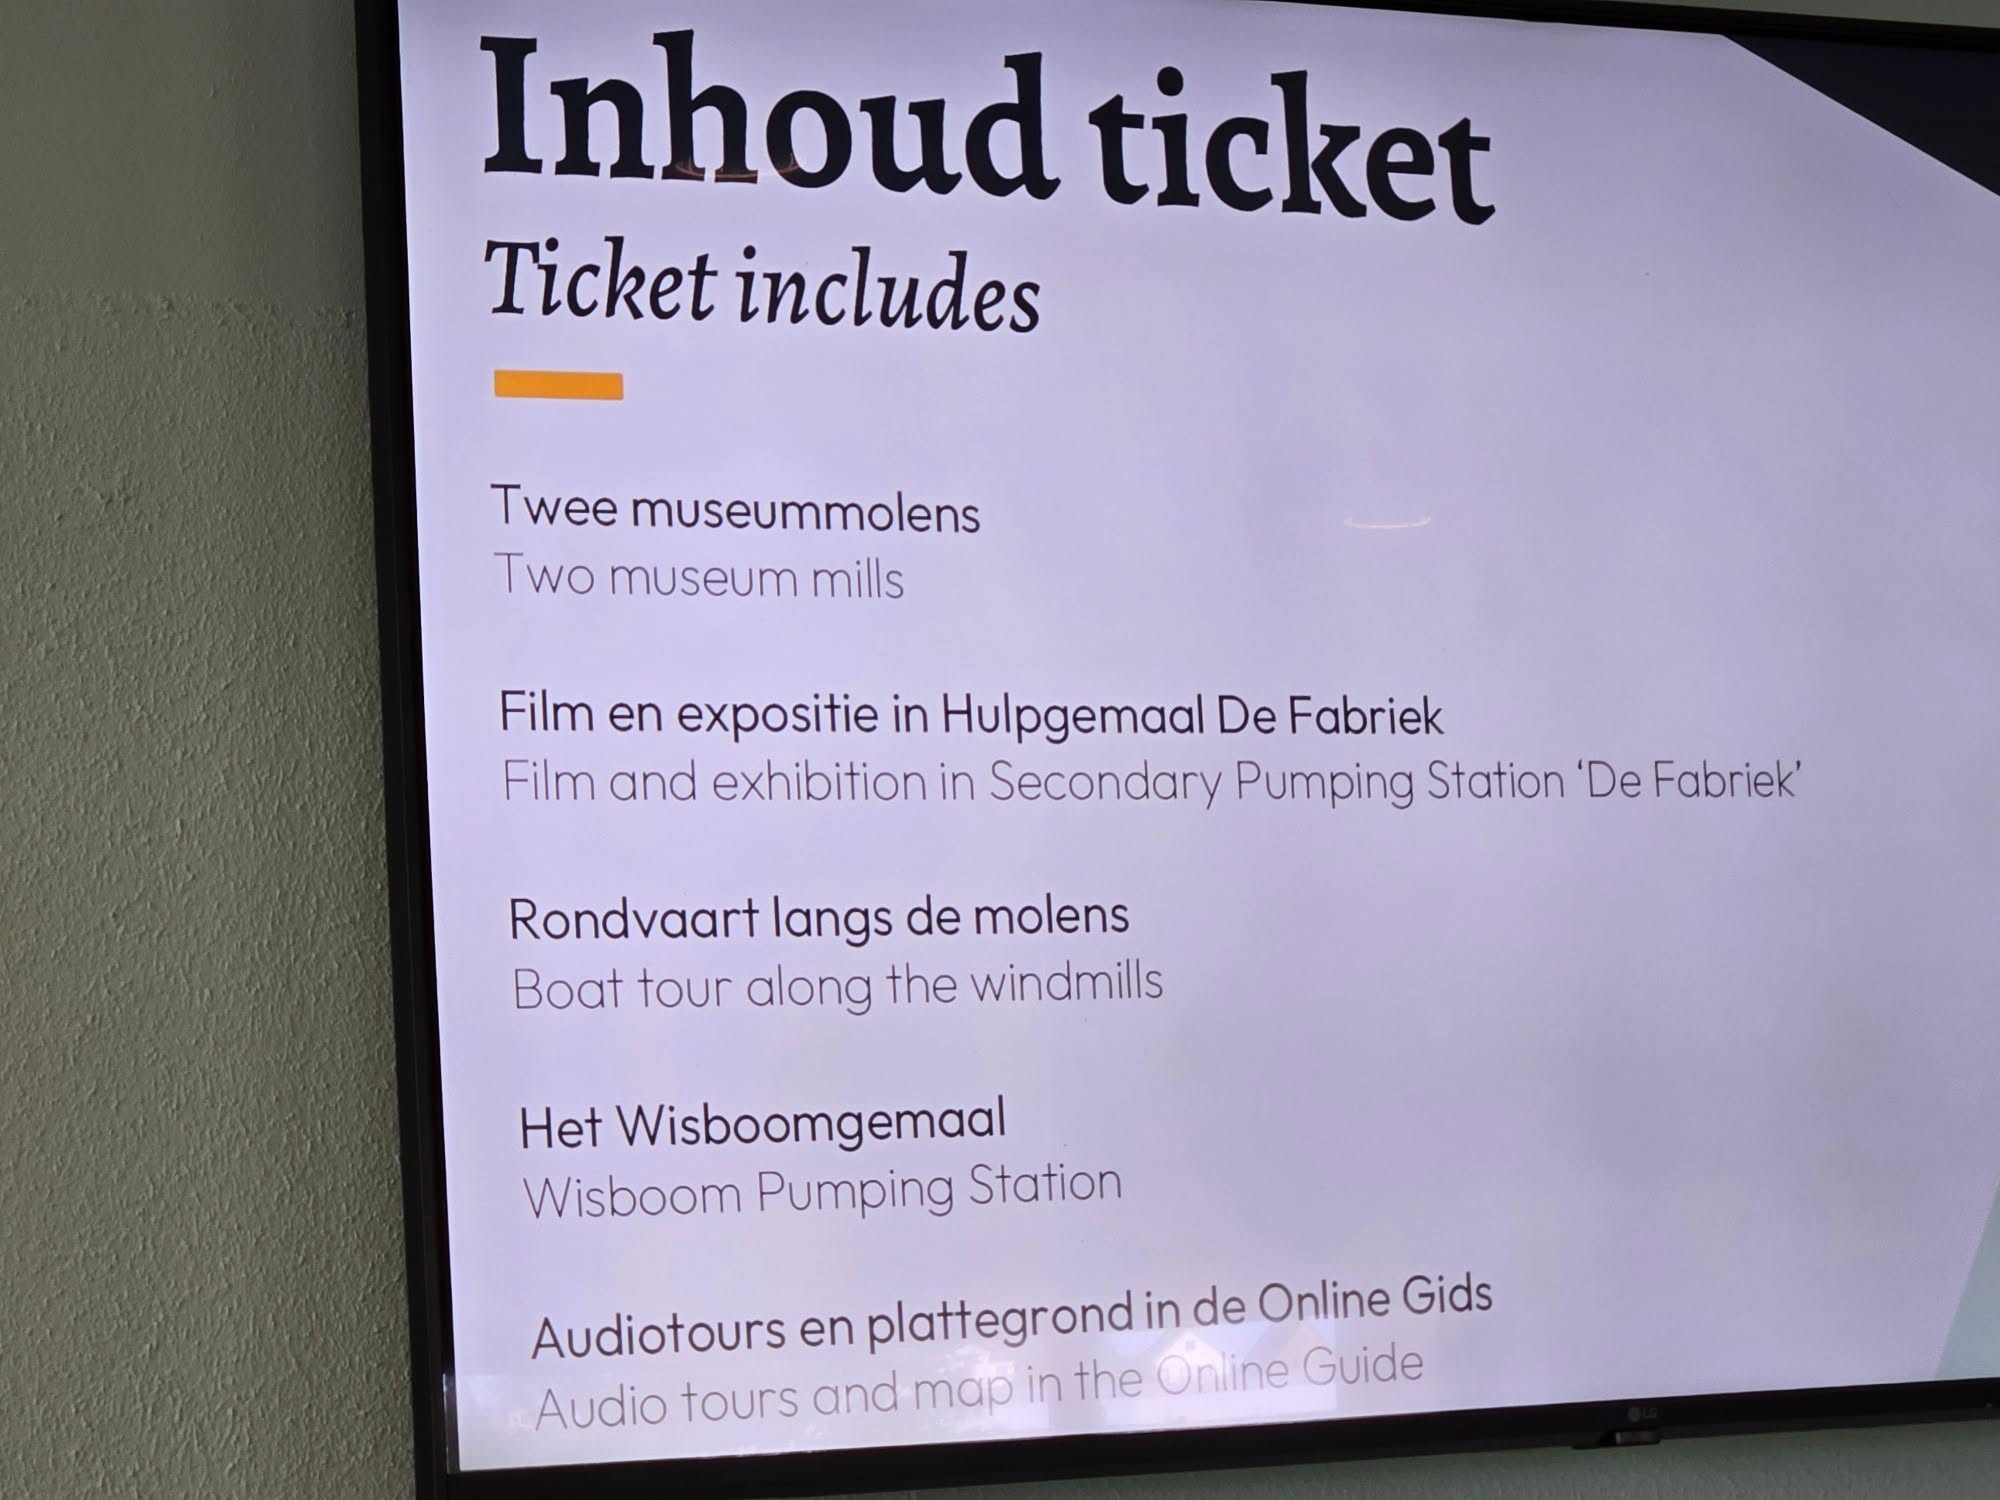 Inhoud ticket
Ticket includes
Twee museummolens
Two museum mills
Film en expositie in Hulpgemaal De Fabriek
Film and exhibition in Secondary Pumping Station ‘De Fabriek’
Rondvaart langs de molens
Boat tour along the windmills
Het Wisboomgemaal
Wisboom Pumping Station
Audiotours en plattegrond in de Online Gids
Audio tours and map in the Online Guide
LG